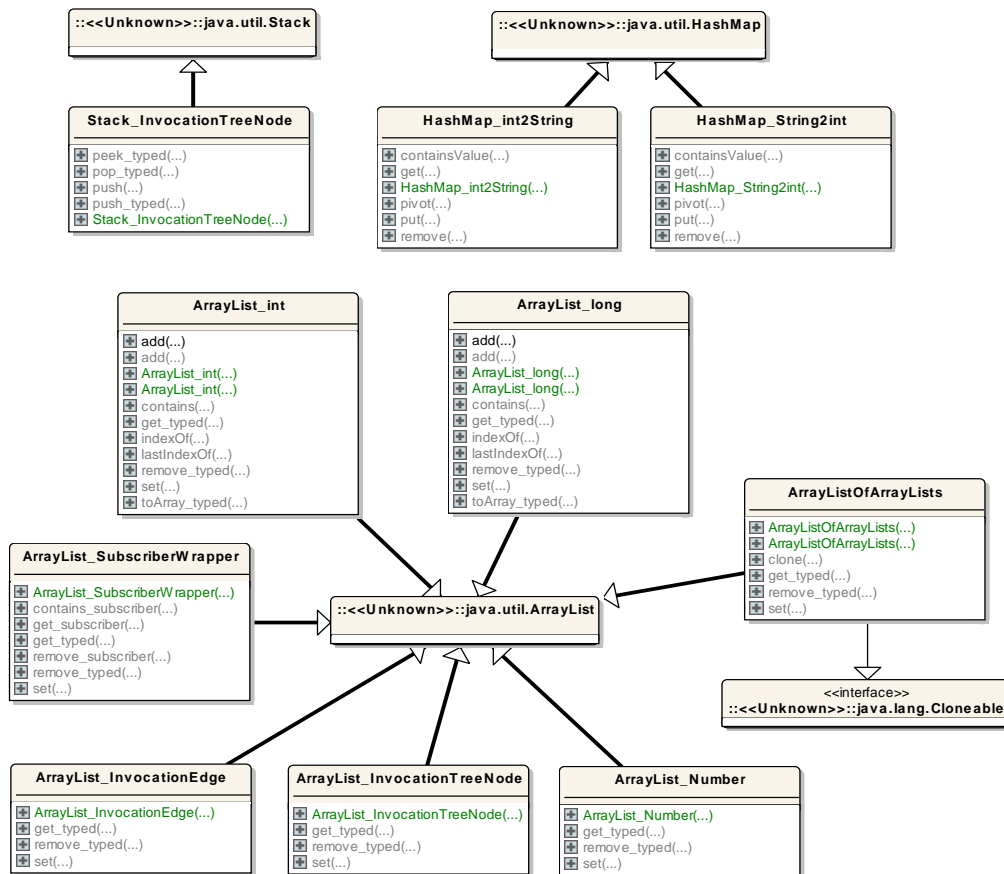 ::<<Unknown>>::java.util.Stack
::<<Unknown>>::java.util.HashMap
Stack_InvocationTreeNode
peek_typed(...)
pop_typed(...)
push(...)
push_typed(...)
Stack_InvocationTreeNode(...)
HashMap_int2String
containsValue(...)
get(...)
HashMap_int2String(...)
pivot(...)
put(...)
remove(...)
HashMap_String2int
containsValue(...)
get(...)
HashMap_String2int(...)
pivot(...)
put(...)
remove(...)
ArrayList_int
add(...)
add(...)
ArrayList_int(...)
ArrayList_int(...)
contains(...)
get_typed(...)
indexOf(...)
lastIndexOf(...)
remove_typed(...)
set(...)
toArray_typed(...)
ArrayList_long
add(...)
add(...)
ArrayList_long(...)
ArrayList_long(...)
contains(...)
get_typed(...)
indexOf(...)
lastIndexOf(...)
remove_typed(...)
set(...)
toArray_typed(...)
ArrayListOfArrayLists
ArrayListOfArrayLists(...)
ArrayListOfArrayLists(...)
clone(...)
get_typed(...)
remove_typed(...)
set(...)
ArrayList_SubscriberWrapper
ArrayList_SubscriberWrapper(...)
contains_subscriber(...)
get_subscriber(...)
get_typed(...)
remove_subscriber(...)
remove_typed(...)
set(...)
::<<Unknown>>::java.util.ArrayList
<<interface>>
::<<Unknown>>::java.lang.Cloneable
ArrayList_InvocationEdge
ArrayList_InvocationEdge(...)
get_typed(...)
remove_typed(...)
set(...)
ArrayList_InvocationTreeNode
ArrayList_InvocationTreeNode(...)
get_typed(...)
remove_typed(...)
set(...)
ArrayList_Number
ArrayList_Number(...)
get_typed(...)
remove_typed(...)
set(...)